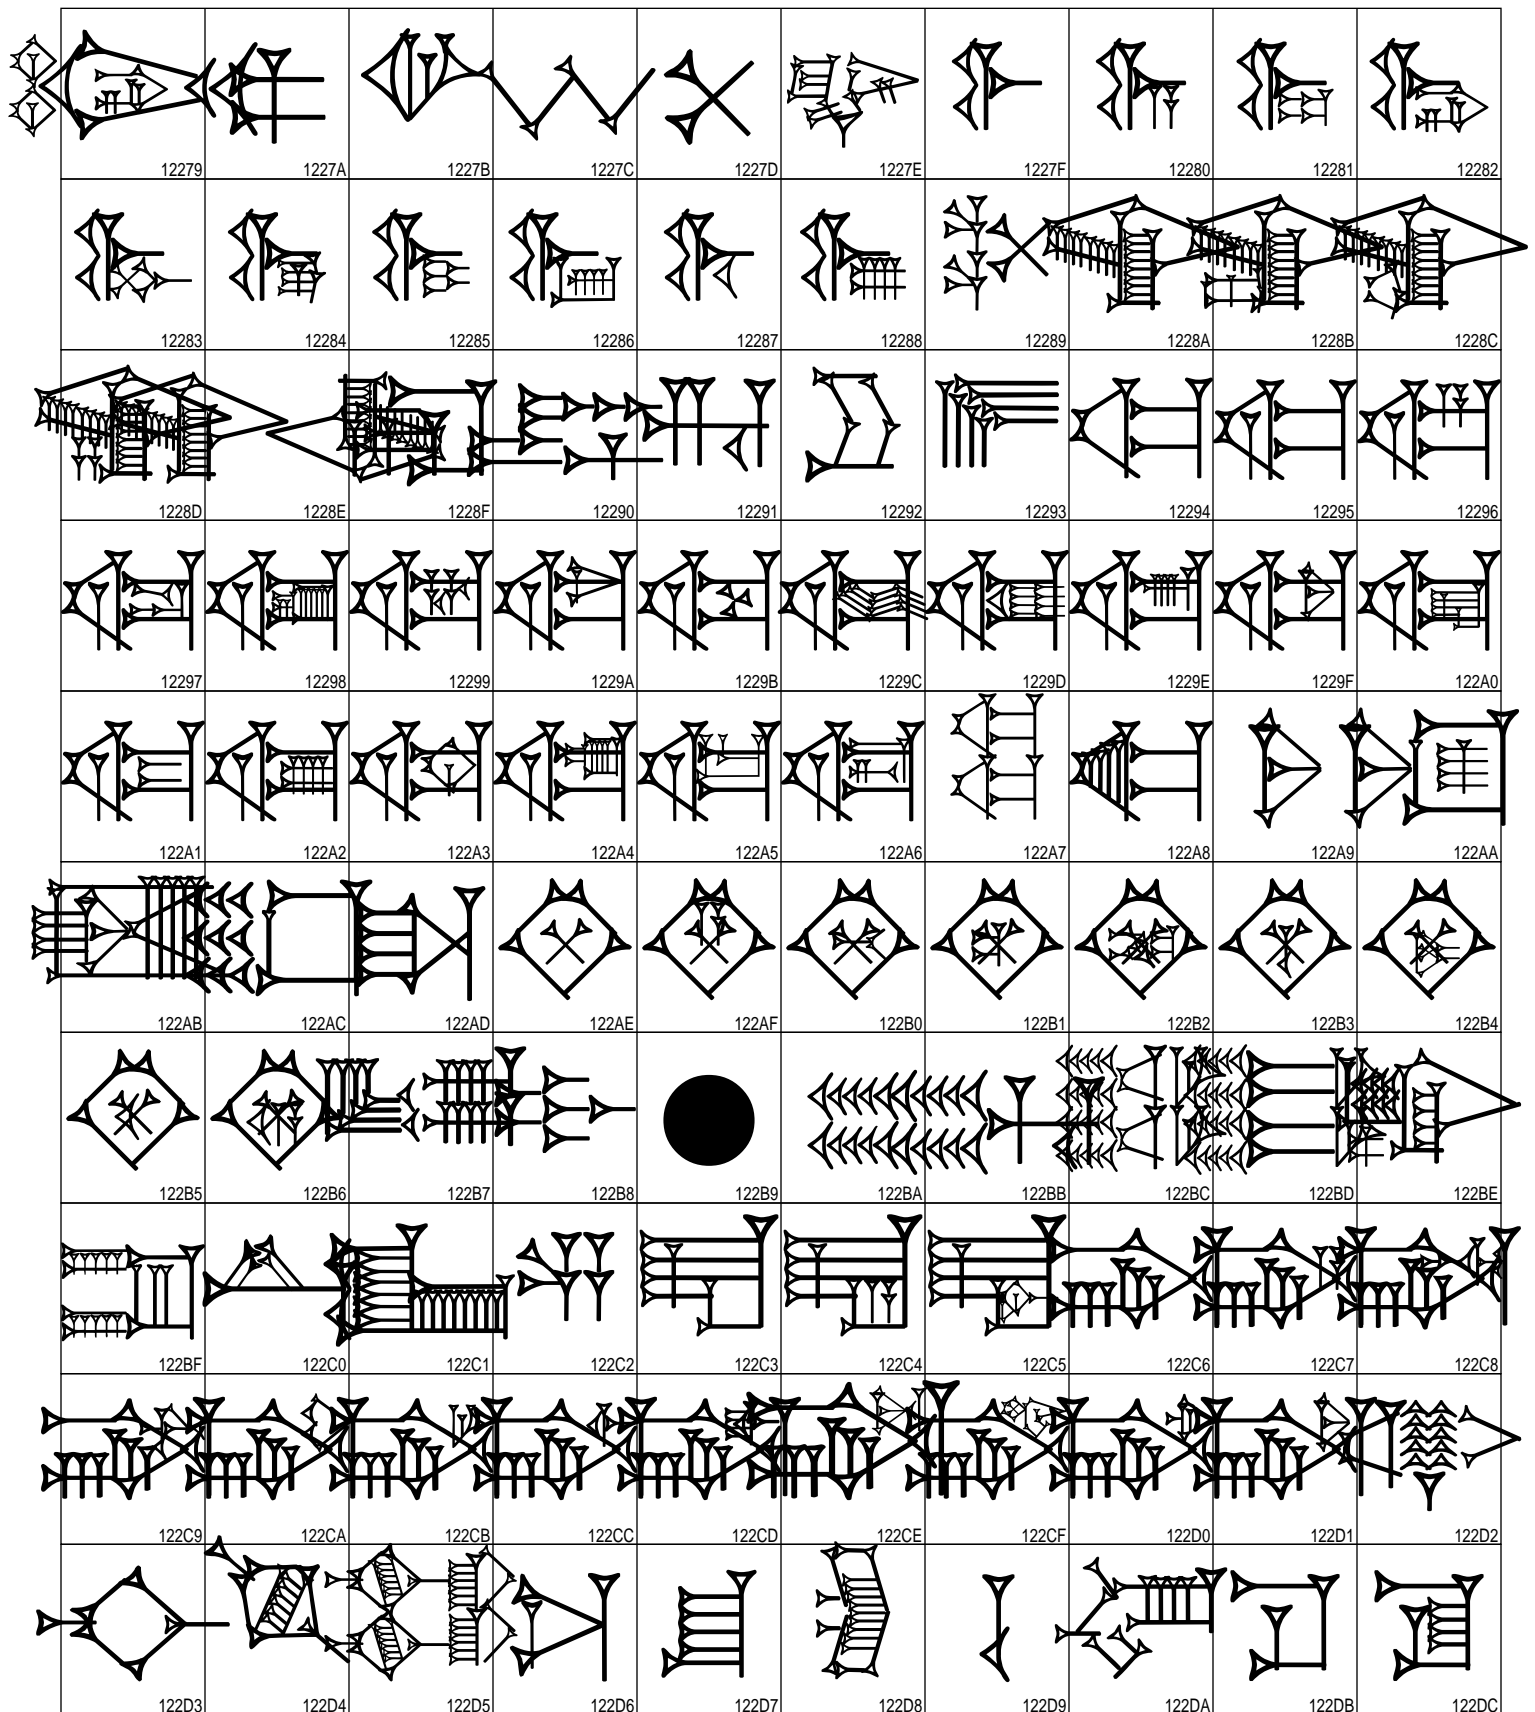 𒉹 𒉺 𒉻 𒉼 𒉽 𒉾 𒉿 𒊀 𒊁 𒊂
12279 1227A 1227B 1227C 1227D 1227E 1227F 12280 12281 12282
𒊃 𒊄 𒊅 𒊆 𒊇 𒊈 𒊉 𒊊 𒊋 𒊌
12283 12284 12285 12286 12287 12288 12289 1228A 1228B 1228C
𒊍 𒊎 𒊏 𒊐 𒊑 𒊒 𒊓 𒊔 𒊕 𒊖
1228D 1228E 1228F 12290 12291 12292 12293 12294 12295 12296
𒊗 𒊘 𒊙 𒊚 𒊛 𒊜 𒊝 𒊞 𒊟 𒊠
12297 12298 12299 1229A 1229B 1229C 1229D 1229E 1229F 122A0
𒊡 𒊢 𒊣 𒊤 𒊥 𒊦 𒊧 𒊨 𒊩 𒊪
122A1 122A2 122A3 122A4 122A5 122A6 122A7 122A8 122A9 122AA
𒊫 𒊬 𒊭 𒊮 𒊯 𒊰 𒊱 𒊲 𒊳 𒊴
122AB 122AC 122AD 122AE 122AF 122B0 122B1 122B2 122B3 122B4
𒊵 𒊶 𒊷 𒊸 𒊹 𒊺 𒊻 𒊼 𒊽 𒊾
122B5 122B6 122B7 122B8 122B9 122BA 122BB 122BC 122BD 122BE
𒊿 𒋀 𒋁 𒋂 𒋃 𒋄 𒋅 𒋆 𒋇 𒋈
122BF 122C0 122C1 122C2 122C3 122C4 122C5 122C6 122C7 122C8
𒋉 𒋊 𒋋 𒋌 𒋍 𒋎 𒋏 𒋐 𒋑 𒋒
122C9 122CA 122CB 122CC 122CD 122CE 122CF 122D0 122D1 122D2
𒋓 𒋔 𒋕 𒋖 𒋗 𒋘 𒋙 𒋚 𒋛 𒋜
122D3 122D4 122D5 122D6 122D7 122D8 122D9 122DA 122DB 122DC